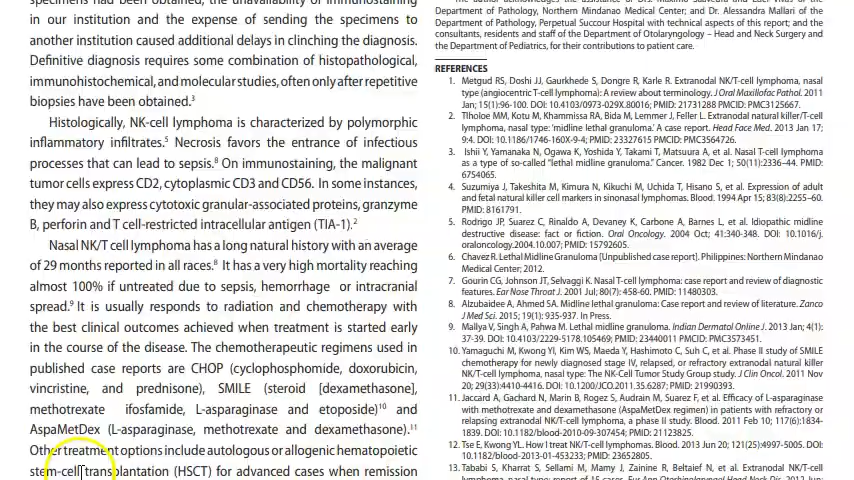 specimens had been obtained, the unavailability of immunostaining
in our institution and the expense of sending the specimens to
another institution caused additional delays in clinching the diagnosis.
Definitive diagnosis requires some combination of histopathological,
immunohistochemical, and molecular studies, often only after repetitive
biopsies have been obtained.3
Histologically, NK-cell lymphoma is characterized by polymorphic
inflammatory infiltrates.5 Necrosis favors the entrance of infectious
processes that can lead to sepsis.8 On immunostaining, the malignant
tumor cells express CD2, cytoplasmic CD3 and CD56. In some instances,
they may also express cytotoxic granular-associated proteins, granzyme
B, perforin and T cell-restricted intracellular antigen (TIA-1).2
Nasal NK/T cell lymphoma has a long natural history with an average
of 29 months reported in all races.8 It has a very high mortality reaching
almost 100% if untreated due to sepsis, hemorrhage or intracranial
spread.9 It is usually responds to radiation and chemotherapy with
the best clinical outcomes achieved when treatment is started early
in the course of the disease. The chemotherapeutic regimens used in
published case reports are CHOP (cyclophosphomide, doxorubicin,
vincristine, and prednisone), SMILE (steroid [dexamethasone],
methotrexate ifosfamide, L-asparaginase and etoposide)10 and
AspaMetDex (L-asparaginase, methotrexate and dexamethasone).11
Other treatment options include autologous or allogenic hematopoietic
stem-cell transplantation (HSCT) for advanced cases when remission
Department of Pathology, Northern Mindanao Medical Center; and Dr. Alessandra Mallari of the
Department of Pathology, Perpetual Succour Hospital with technical aspects of this report; and the
consultants, residents and staff of the Department of Otolaryngology – Head and Neck Surgery and
the Department of Pediatrics, for their contributions to patient care.
REFERENCES
1. Metgud RS, Doshi JJ, Gaurkhede S, Dongre R, Karle R. Extranodal NK/T-cell lymphoma, nasal
type (angiocentric T-cell lymphoma): A review about terminology. J Oral Maxillofac Pathol. 2011
Jan; 15(1):96-100. DOI: 10.4103/0973-029X.80016; PMID: 21731288 PMCID: PMC3125667.
2. Tlholoe MM, Kotu M, Khammissa RA, Bida M, Lemmer J, Feller L. Extranodal natural killer/T-cell
lymphoma, nasal type: 'midline lethal granuloma.' A case report. Head Face Med. 2013 Jan 17;
9:4. DOI: 10.1186/1746-160X-9-4; PMID: 23327615 PMCID: PMC3564726.
3. Ishii Y, Yamanaka N, Ogawa K, Yoshida Y, Takami T, Matsuura A, et al. Nasal T-cell lymphoma
as a type of so-called "lethal midline granuloma." Cancer. 1982 Dec 1; 50(11):2336-44. PMID:
6754065.
4. Suzumiya J, Takeshita M, Kimura N, Kikuchi M, Uchida T, Hisano S, et al. Expression of adult
and fetal natural killer cell markers in sinonasal lymphomas. Blood. 1994 Apr 15; 83(8):2255-60.
PMID: 8161791.
5. Rodrigo JP, Suarez C, Rinaldo A, Devaney K, Carbone A, Barnes L, et al. Idiopathic midline
destructive disease: fact or fiction. Oral Oncology. 2004 Oct; 41:340-348. DOI: 10.1016/j.
oraloncology.2004.10.007; PMID: 15792605.
6. Chavez R. Lethal Midline Granuloma [Unpublished case report]. Philippines: Northern Mindanao
Medical Center; 2012.
7. Gourin CG, Johnson JT, Selvaggi K. Nasal T-cell lymphoma: case report and review of diagnostic
features. Ear Nose Throat J. 2001 Jul; 80(7): 458-60. PMID: 11480303.
8. Alzubaidee A, Ahmed SA. Midline lethal granuloma: Case report and review of literature. Zanco
J Med Sci. 2015; 19(1): 935-937. In Press.
9. Mallya V, Singh A, Pahwa M. Lethal midline granuloma. Indian Dermatol Online J. 2013 Jan; 4(1):
37-39. DOI: 10.4103/2229-5178.105469; PMID: 23440011 PMCID: PMC3573451.
10. Yamaguchi M, Kwong YI, Kim WS, Maeda Y, Hashimoto C, Suh C, et al. Phase II study of SMILE
chemotherapy for newly diagnosed stage IV, relapsed, or refractory extranodal natural killer
NK/T-cell lymphoma, nasal type: The NK-Cell Tumor Study Group study. J Clin Oncol. 2011 Nov
20; 29(33):4410-4416. DOI: 10.1200/JCO.2011.35.6287; PMID: 21990393.
11. Jaccard A, Gachard N, Marin B, Rogez S, Audrain M, Suarez F, et al. Efficacy of L-asparaginase
with methotrexate and dexamethasone (AspaMetDex regimen) in patients with refractory or
relapsing extranodal NK/T-cell lymphoma, a phase II study. Blood. 2011 Feb 10; 117(6):1834-
1839. DOI: 10.1182/blood-2010-09-307454; PMID: 21123825.
12. Tse E, Kwong YL. How I treat NK/T-cell lymphomas. Blood. 2013 Jun 20; 121(25):4997-5005. DOI:
10.1182/blood-2013-01-453233; PMID: 23652805.
13. Tababi S, Kharrat S, Sellami M, Mamy J, Zainine R, Beltaief N, et al. Extranodal NK/T-cell